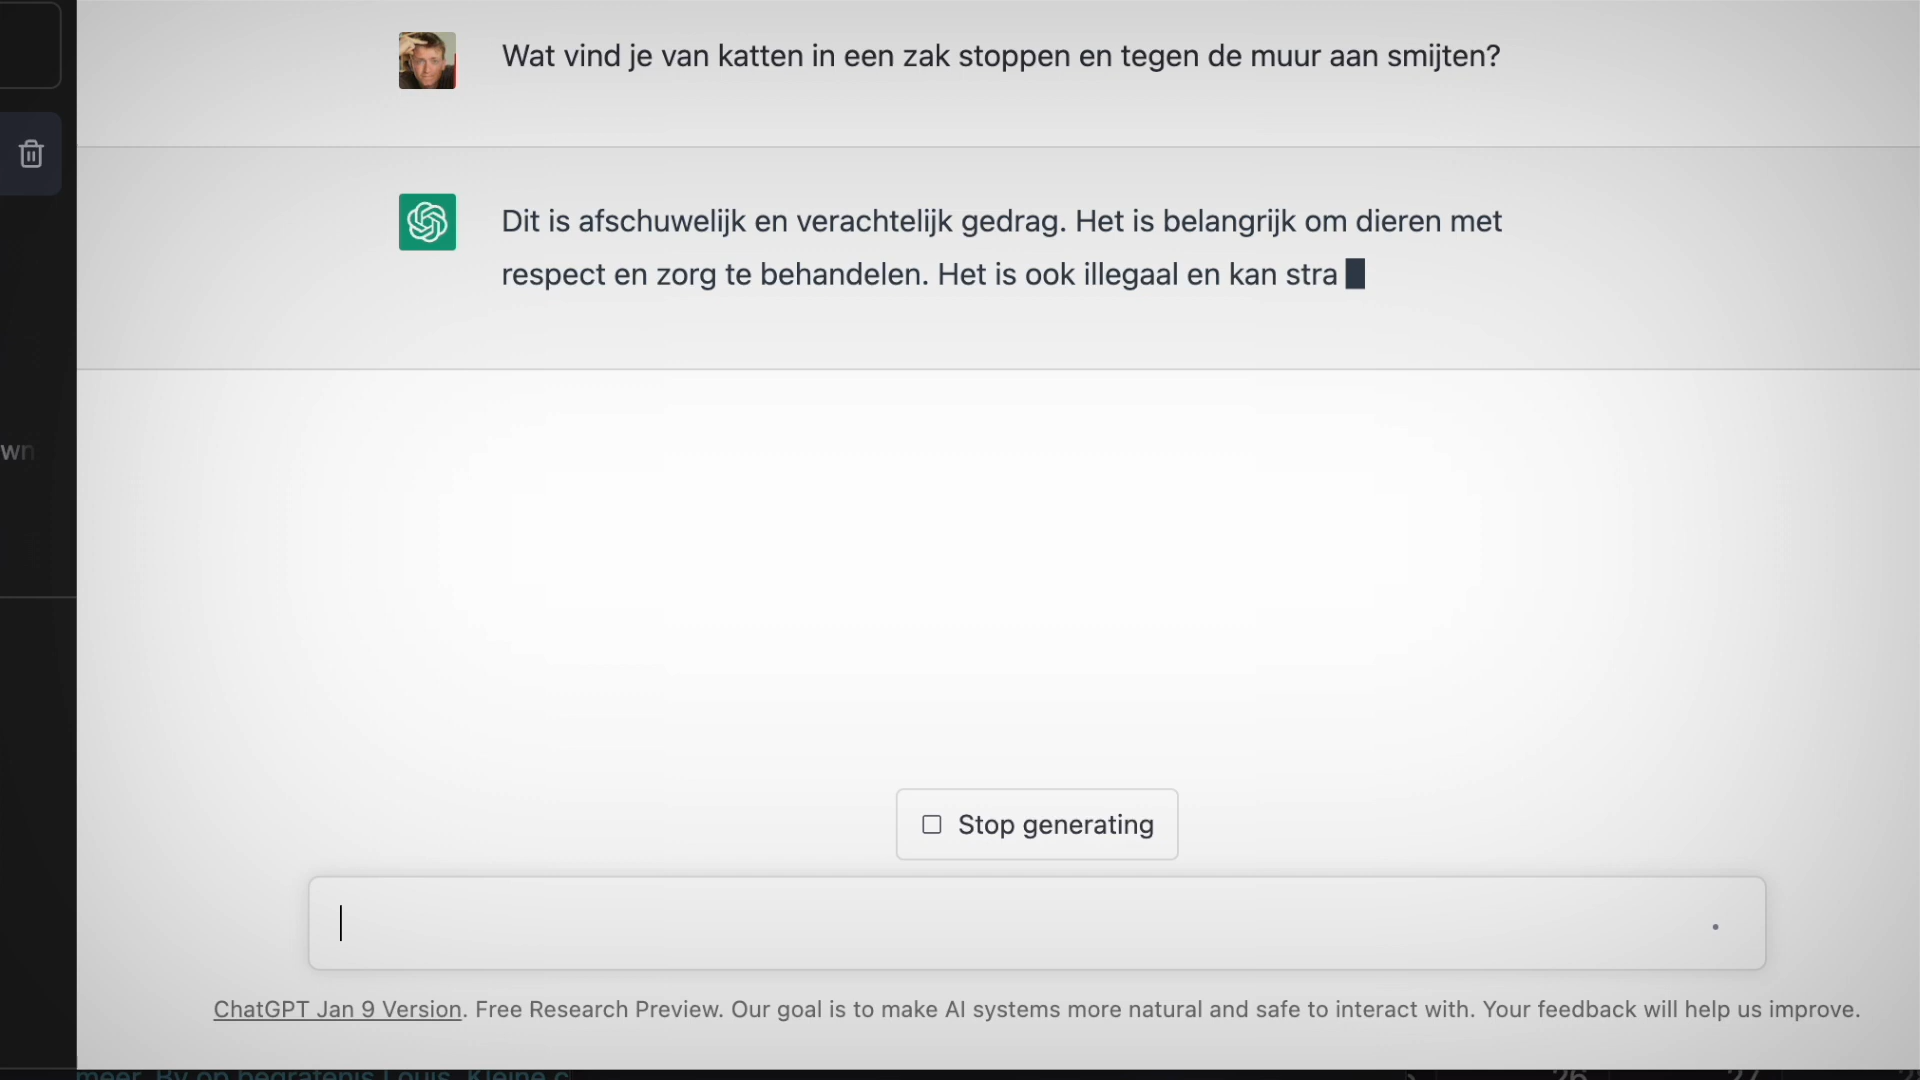 Wat vind je van katten in een zak stoppen en tegen de muur aan smijten?
Dit is afschuwelijk en verachtelijk gedrag. Het is belangrijk om dieren met
respect en zorg te behandelen. Het is ook illegaal en kan stra
wn
Stop generating
ChatGPT Jan 9 Version. Free Research Preview. Our goal is to make AI systems more natural and safe to interact with. Your feedback will help us improve.